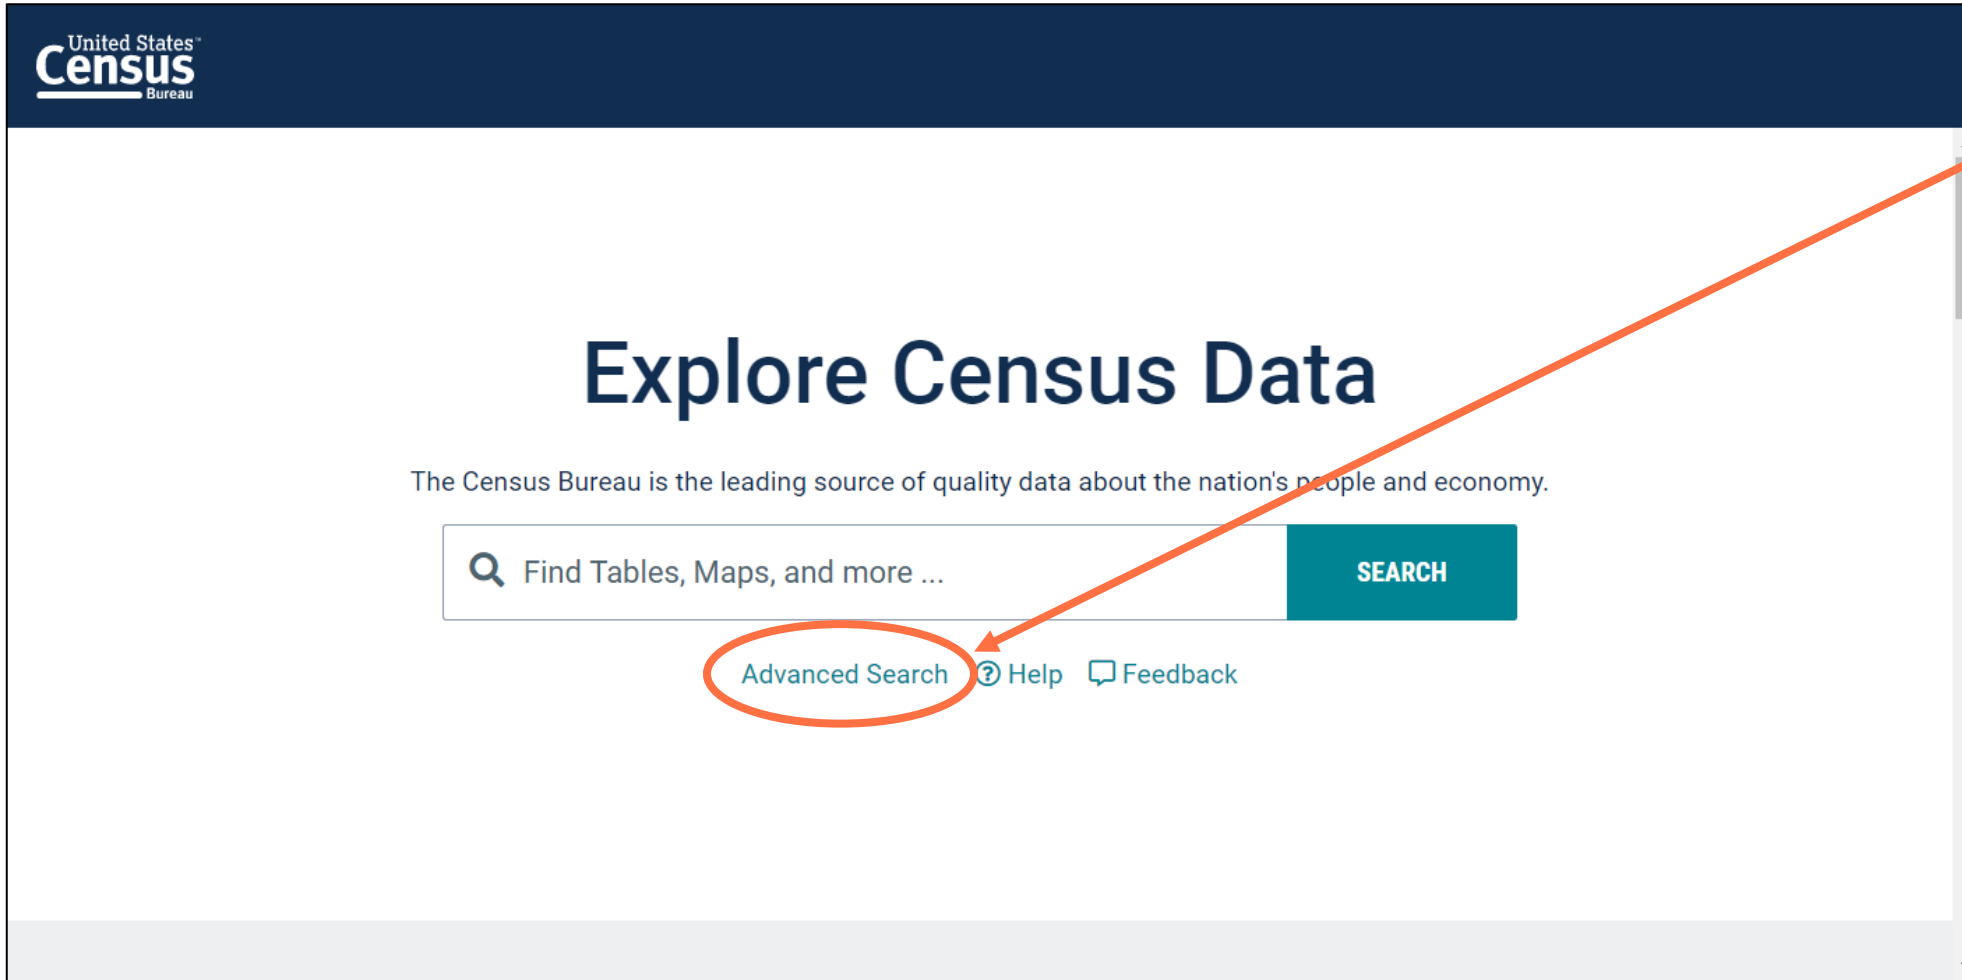 United States™
Census
Bureau
Explore Census Data
The Census Bureau is the leading source of quality data about the nation's people and economy.
Find Tables, Maps, and more ...
SEARCH
Advanced Search Help Feedback